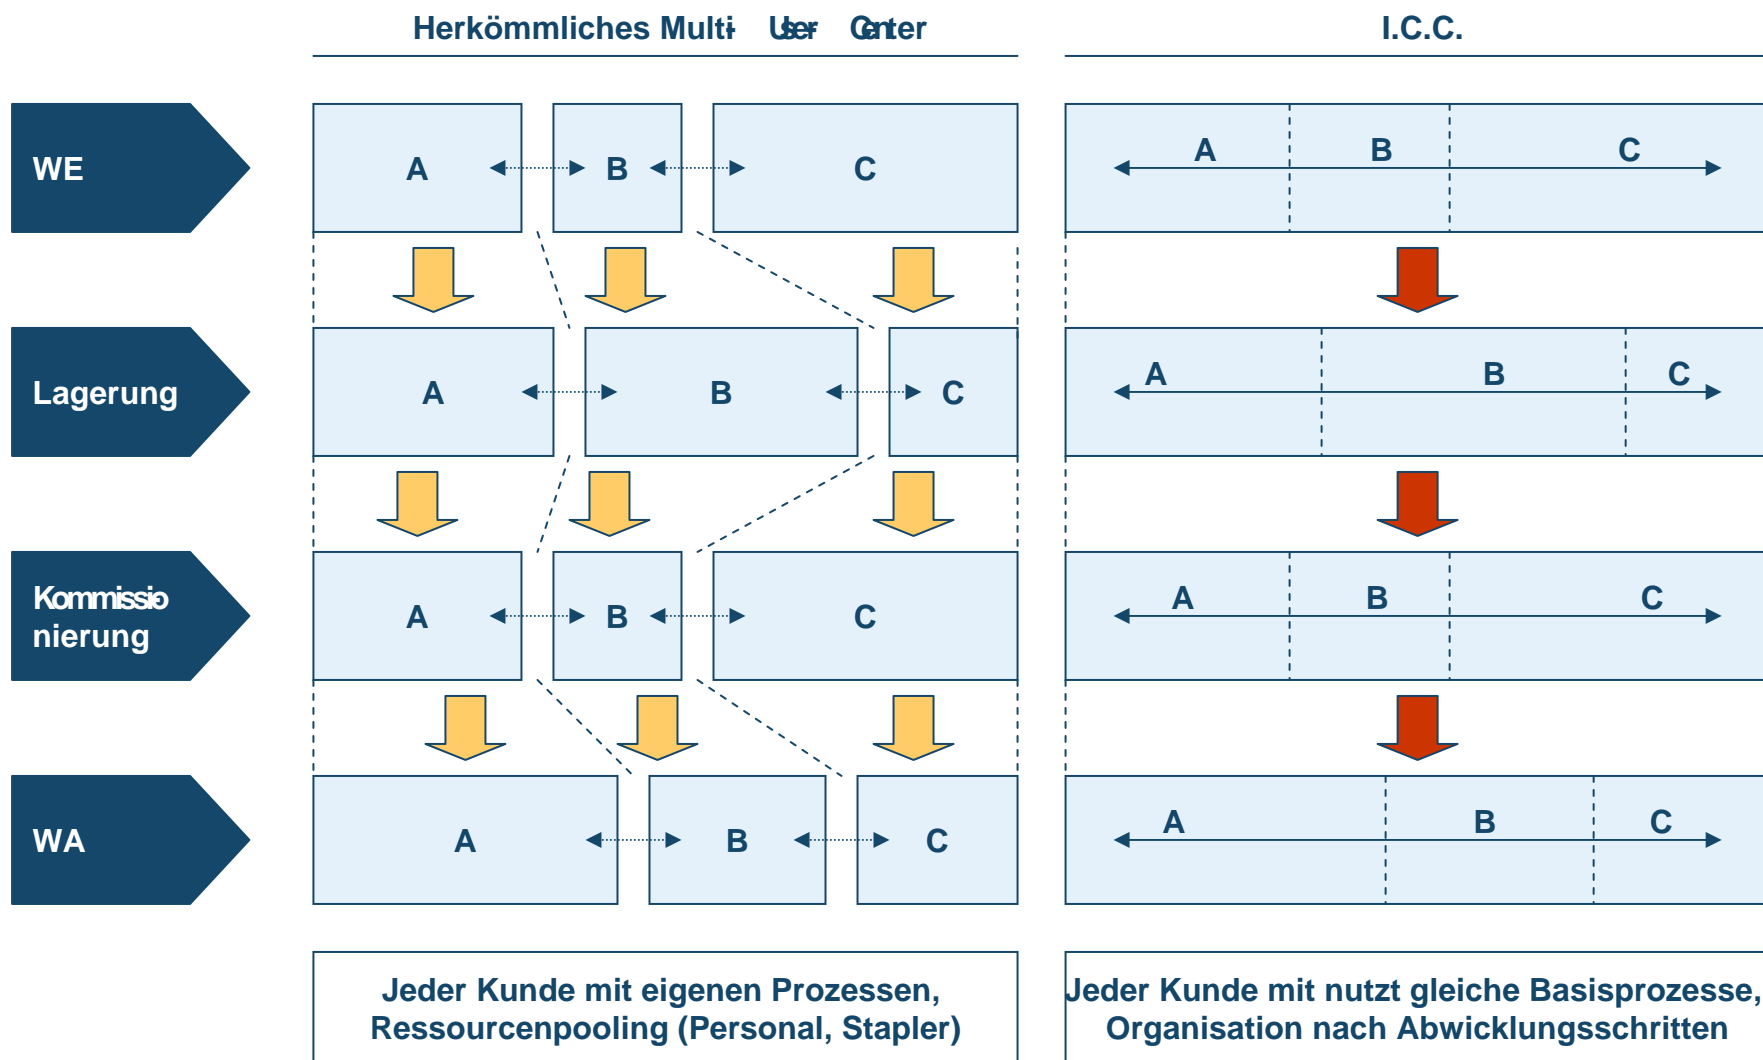 Herkömmliches Multi- User- Center
I.C.C.
WE
A B C
A B C
Lagerung
A B C
A B C
Kommissio-
nierung
A B C
A B C
WA
A B C
A B C
Jeder Kunde mit eigenen Prozessen,
Ressourcenpooling (Personal, Stapler)
Jeder Kunde mit nutzt gleiche Basisprozesse,
Organisation nach Abwicklungsschritten